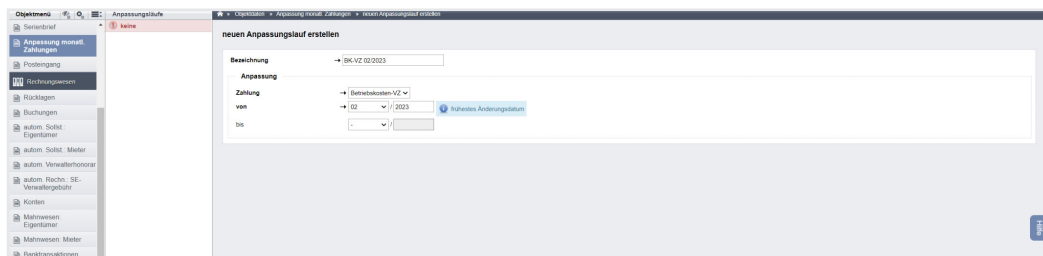 Objektmenü
Serienbrief
Anpassung monatl.
Zahlungen
Posteingang
Rechnungswesen
Rücklagen
Buchungen
autom. Sollst.:
Eigentümer
autom. Sollst.: Mieter
autom. Verwalterhonorar
autom. Rechn.: SE-
Verwaltergebühr
Konten
Mahnwesen:
Eigentümer
Mahnwesen: Mieter
Banktransaktionen
Anpassungsläufe
keine
» Objektdaten » Anpassung monatl. Zahlungen » neuen Anpassungslauf erstellen
neuen Anpassungslauf erstellen
Bezeichnung → BK-VZ 02/2023
Anpassung
Zahlung → Betriebskosten-VZ
von → 02 / 2023 frühestes Änderungsdatum
bis - /
Hilfe